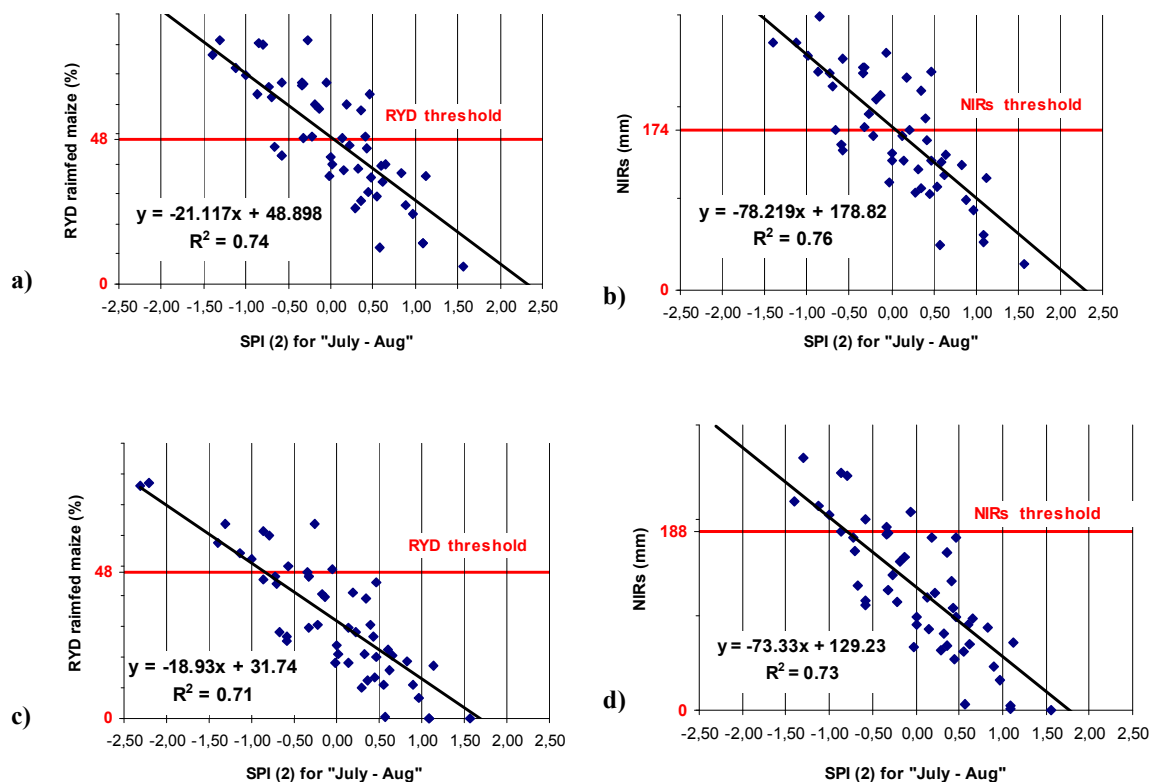 RYD raimfed maize (%)
48
0
RYD threshold
y = -21.117x + 48.898
R² = 0.74
-2,50 -2,00 -1,50 -1,00 -0,50 0,00 0,50 1,00 1,50 2,00 2,50
SPI (2) for "July - Aug"
a)
NIRs (mm)
174
0
NIRs threshold
y = -78.219x + 178.82
R² = 0.76
-2,50 -2,00 -1,50 -1,00 -0,50 0,00 0,50 1,00 1,50 2,00 2,50
SPI (2) for "July - Aug"
b)
RYD raimfed maize (%)
48
0
RYD threshold
y = -18.93x + 31.74
R² = 0.71
-2,50 -2,00 -1,50 -1,00 -0,50 0,00 0,50 1,00 1,50 2,00 2,50
SPI (2) for "July - Aug"
c)
NIRs (mm)
188
0
NIRs threshold
y = -73.33x + 129.23
R² = 0.73
-2,50 -2,00 -1,50 -1,00 -0,50 0,00 0,50 1,00 1,50 2,00 2,50
SPI (2) for "July - Aug"
d)